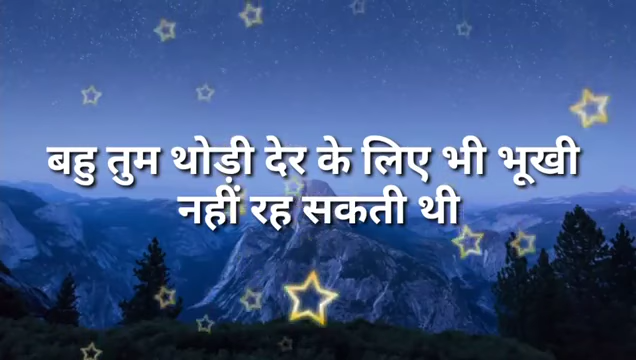 बहु तुम थोड़ी देर के लिए भी भूखी
नहीं रह सकती थी